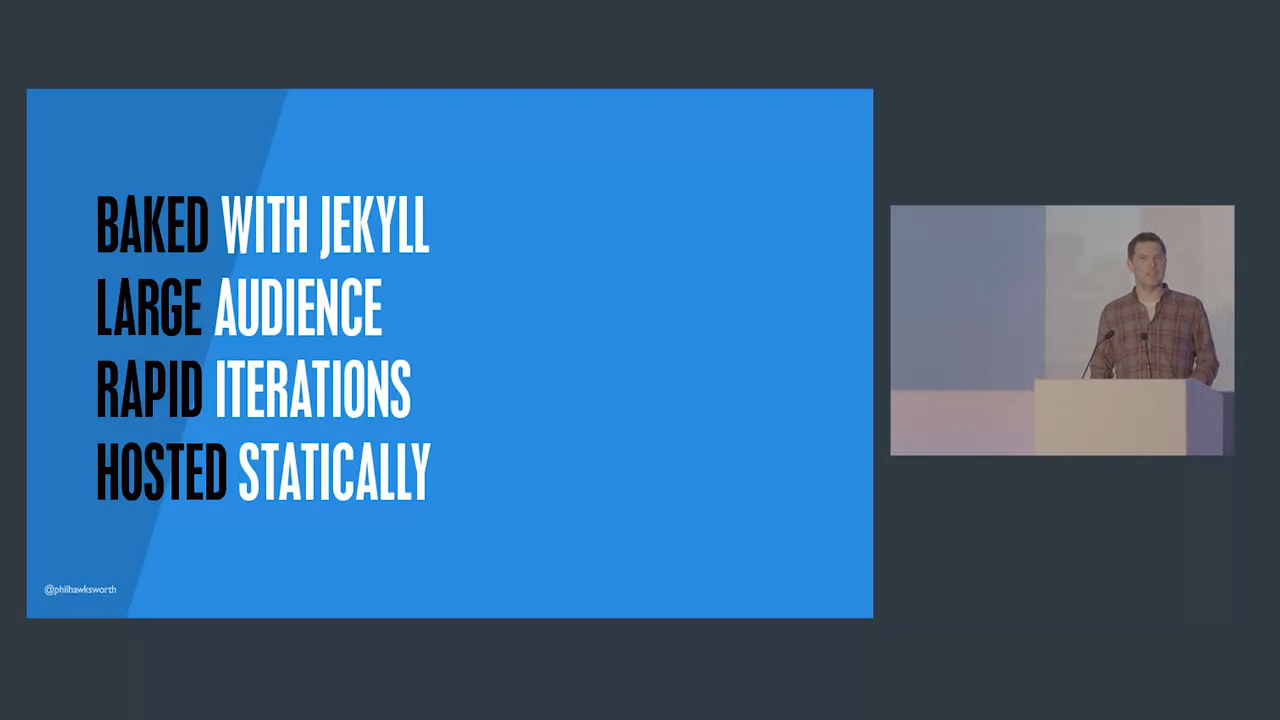 BAKED WITH JEKYLL
LARGE AUDIENCE
RAPID ITERATIONS
HOSTED STATICALLY
@philhawksworth